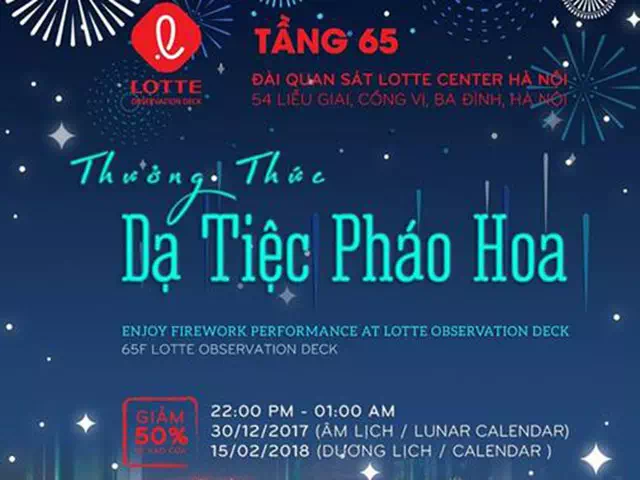 LOTTE
OBSERVATION DECK
TẦNG 65
ĐÀI QUAN SÁT LOTTE CENTER HÀ NỘI
54 LIỄU GIAI, CỐNG VỊ, BA ĐÌNH, HÀ NỘI
Thưởng Thức
Dạ Tiệc Pháo Hoa
ENJOY FIREWORK PERFORMANCE AT LOTTE OBSERVATION DECK
65F LOTTE OBSERVATION DECK
GIẢM
50%
VÉ VÀO CỬA
22:00 PM - 01:00 AM
30/12/2017 (ÂM LỊCH / LUNAR CALENDAR)
15/02/2018 (DƯƠNG LỊCH / CALENDAR )